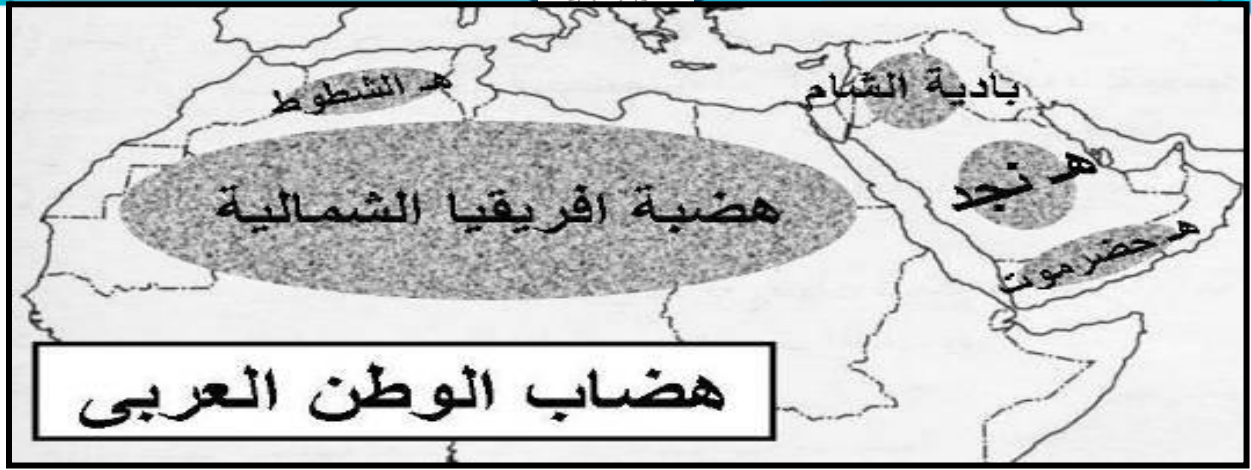 هـ الشطوط
بادية الشام
هضبة افريقيا الشمالية
هـ نجد
هـ حضرموت
هضاب الوطن العربى